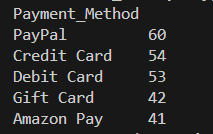 Payment_Method
PayPal 60
Credit Card 54
Debit Card 53
Gift Card 42
Amazon Pay 41